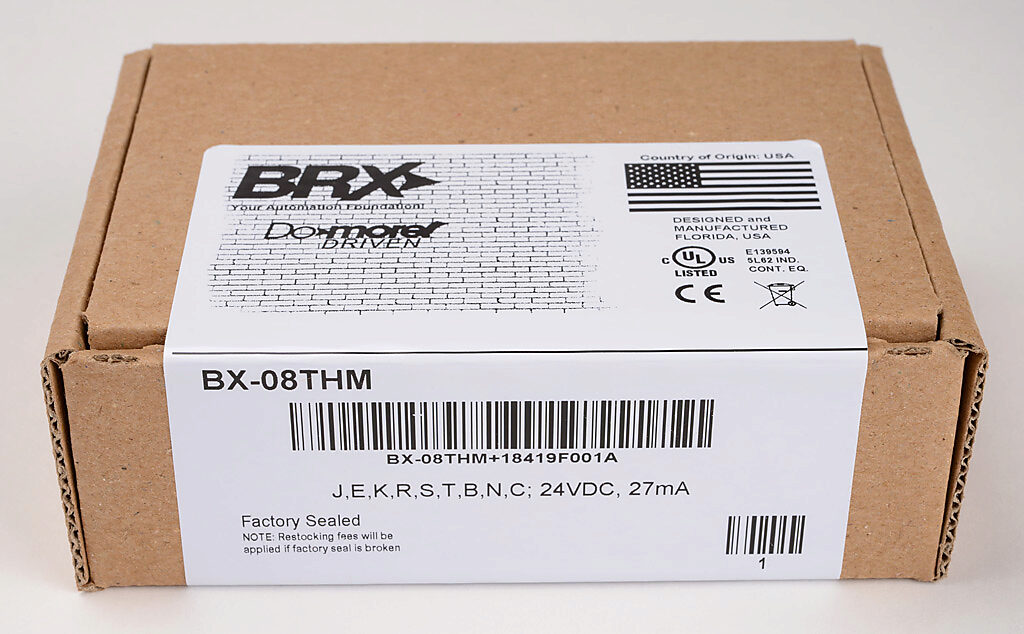 BRX
Your Automation Foundation!
Do-more!
DRIVEN
Country of Origin: USA
DESIGNED and
MANUFACTURED
FLORIDA, USA
C UL US
LISTED
E139594
5L62 IND.
CONT. EQ.
CE
BX-08THM
BX-08THM+18419F001A
J,E,K,R,S,T,B,N,C; 24VDC, 27mA
Factory Sealed
NOTE: Restocking fees will be
applied if factory seal is broken
1